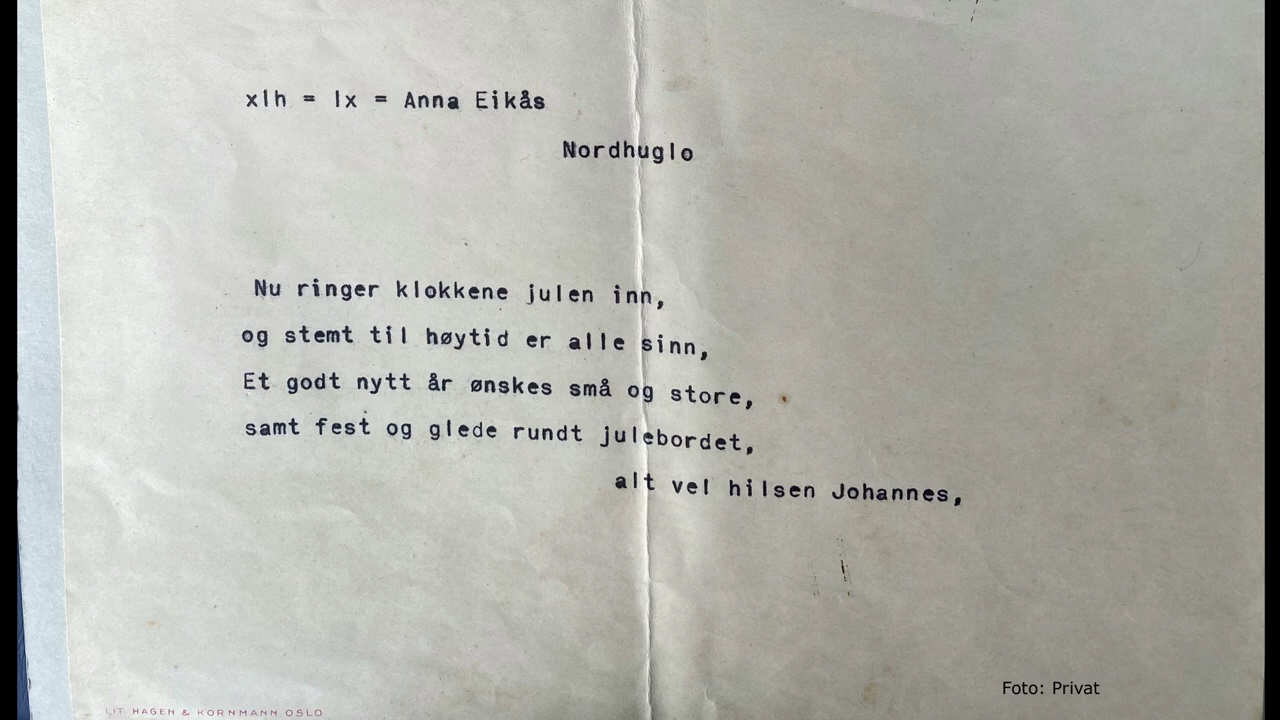 xlh = lx = Anna Eikås
Nordhuglo
Nu ringer klokkene julen inn,
og stemt til høytid er alle sinn,
Et godt nytt år ønskes små og store,
samt fest og glede rundt julebordet,
alt vel hilsen Johannes,
Foto: Privat
LIT. HAGEN & KORNMANN, OSLO